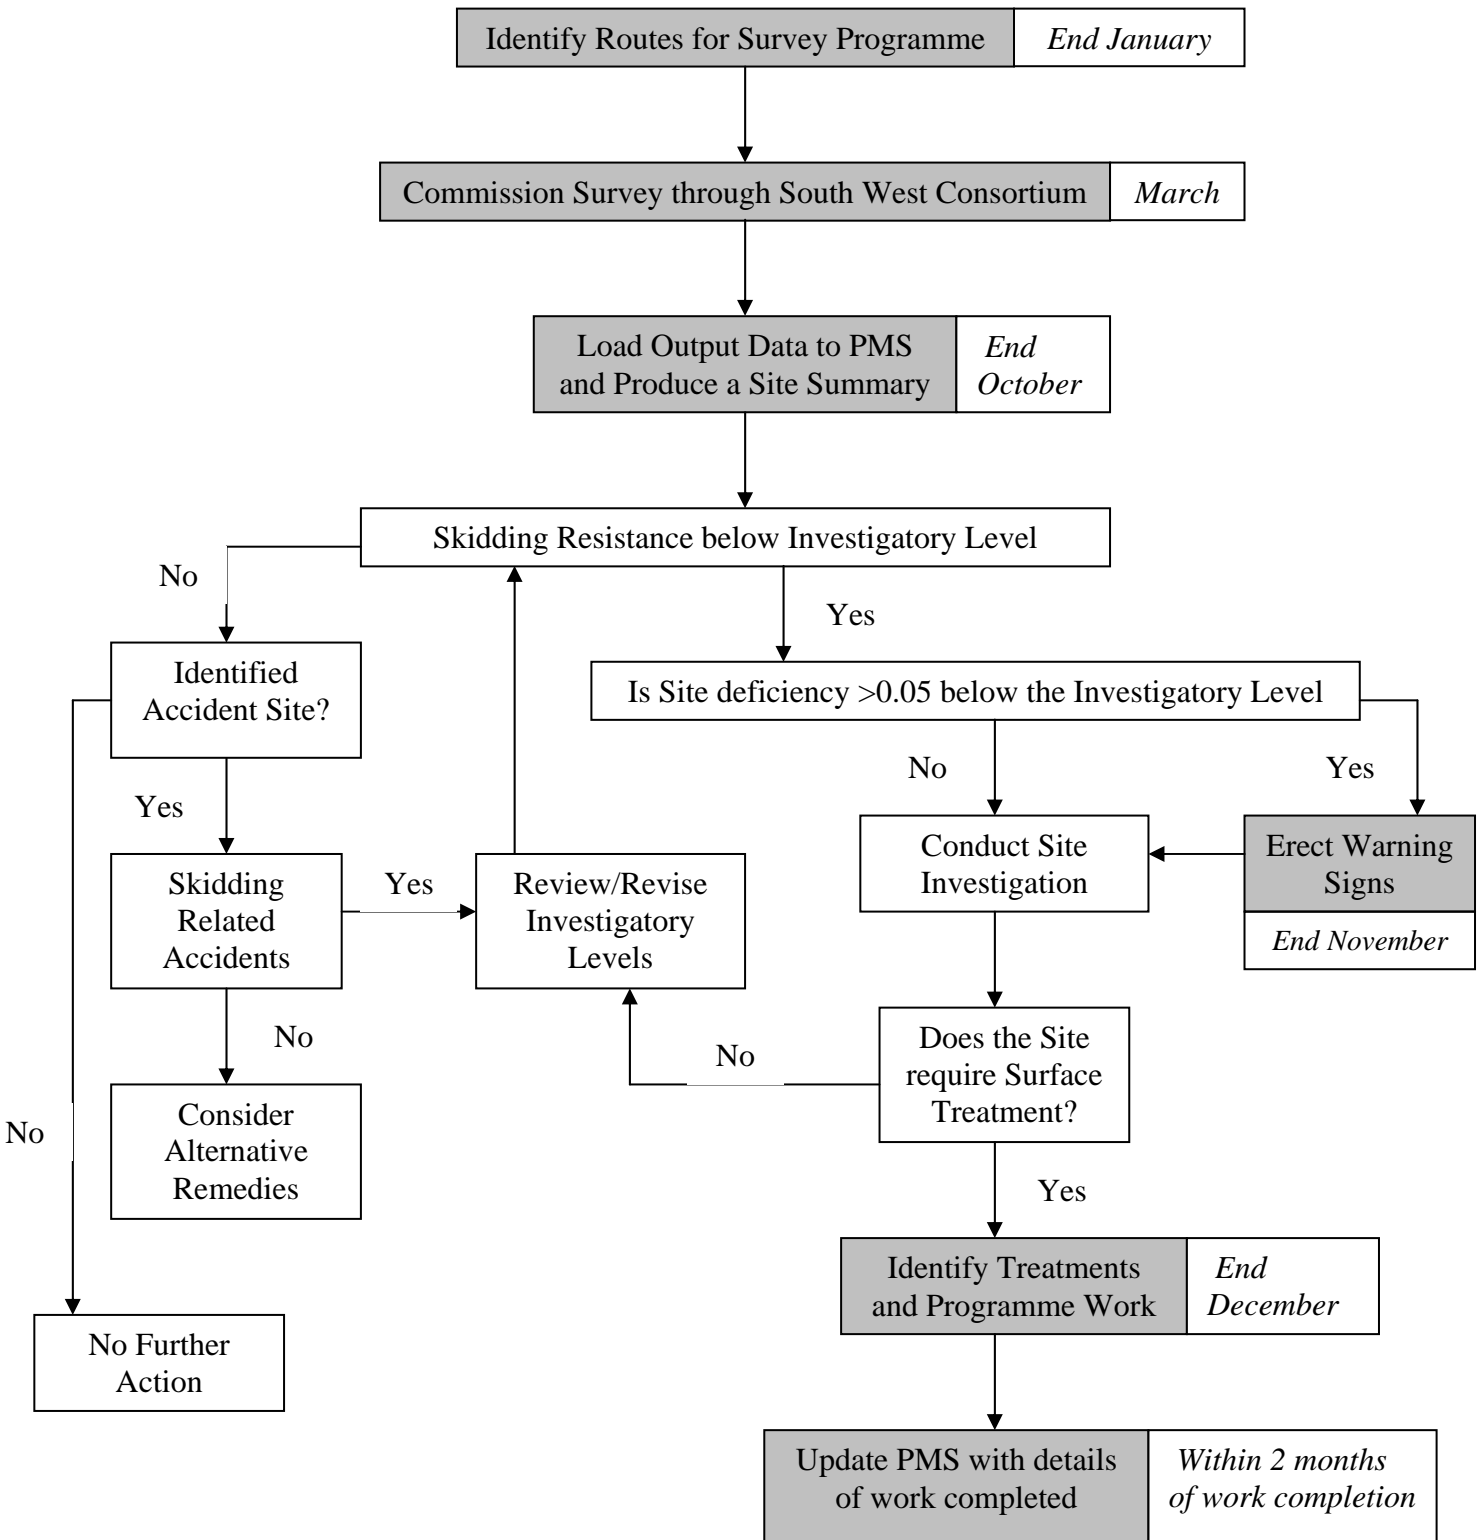 Identify Routes for Survey Programme
End January
Commission Survey through South West Consortium
March
Load Output Data to PMS
and Produce a Site Summary
End
October
Skidding Resistance below Investigatory Level
No
Yes
Identified
Accident Site?
Is Site deficiency >0.05 below the Investigatory Level
No
Yes
Yes
Conduct Site
Investigation
Erect Warning
Signs
End November
Skidding
Related
Accidents
Yes
Review/Revise
Investigatory
Levels
No
No
Does the Site
require Surface
Treatment?
Consider
Alternative
Remedies
No
Yes
Identify Treatments
and Programme Work
End
December
No Further
Action
Update PMS with details
of work completed
Within 2 months
of work completion